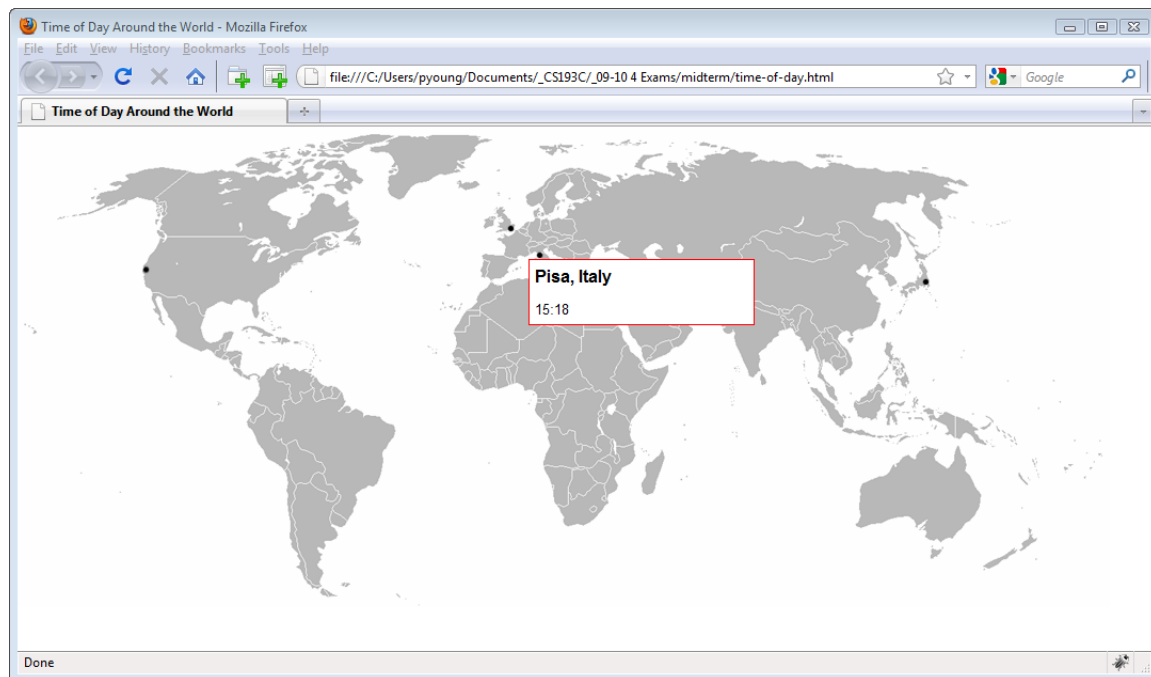 Time of Day Around the World - Mozilla Firefox
File Edit View History Bookmarks Tools Help
file:///C:/Users/pyoung/Documents/_CS193C/_09-10 4 Exams/midterm/time-of-day.html Google
Time of Day Around the World
Pisa, Italy
15:18
Done